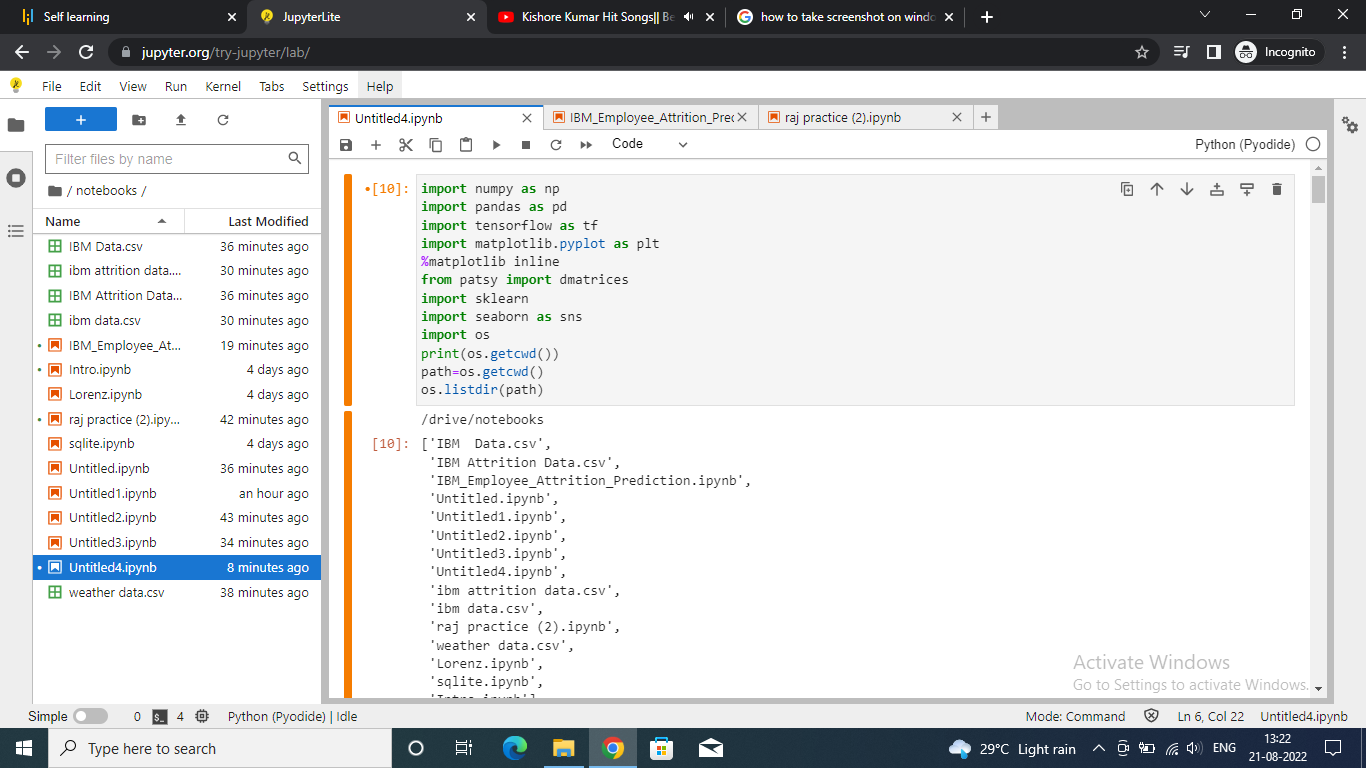 Self learning
JupyterLite
Kishore Kumar Hit Songs|| Be
how to take screenshot on windo
jupyter.org/try-jupyter/lab/
Incognito
File Edit View Run Kernel Tabs Settings Help
Filter files by name
/ notebooks /
Name Last Modified
IBM Data.csv 36 minutes ago
ibm attrition data.... 30 minutes ago
IBM Attrition Data... 36 minutes ago
ibm data.csv 30 minutes ago
IBM_Employee_At... 19 minutes ago
Intro.ipynb 4 days ago
Lorenz.ipynb 4 days ago
raj practice (2).ipy... 42 minutes ago
sqlite.ipynb 4 days ago
Untitled.ipynb 36 minutes ago
Untitled1.ipynb an hour ago
Untitled2.ipynb 43 minutes ago
Untitled3.ipynb 34 minutes ago
Untitled4.ipynb 8 minutes ago
weather data.csv 38 minutes ago
Untitled4.ipynb
IBM_Employee_Attrition_Prec
raj practice (2).ipynb
Code
Python (Pyodide)
[10]:
import numpy as np
import pandas as pd
import tensorflow as tf
import matplotlib.pyplot as plt
%matplotlib inline
from patsy import dmatrices
import sklearn
import seaborn as sns
import os
print(os.getcwd())
path=os.getcwd()
os.listdir(path)
/drive/notebooks
[10]: ['IBM  Data.csv',
'IBM Attrition Data.csv',
'IBM_Employee_Attrition_Prediction.ipynb',
'Untitled.ipynb',
'Untitled1.ipynb',
'Untitled2.ipynb',
'Untitled3.ipynb',
'Untitled4.ipynb',
'ibm attrition data.csv',
'ibm data.csv',
'raj practice (2).ipynb',
'weather data.csv',
'Lorenz.ipynb',
'sqlite.ipynb',
'Intro.ipynb']
Activate Windows
Go to Settings to activate Windows.
Simple 0 4 Python (Pyodide) | Idle
Mode: Command Ln 6, Col 22 Untitled4.ipynb
Type here to search
29°C Light rain
ENG
13:22
21-08-2022